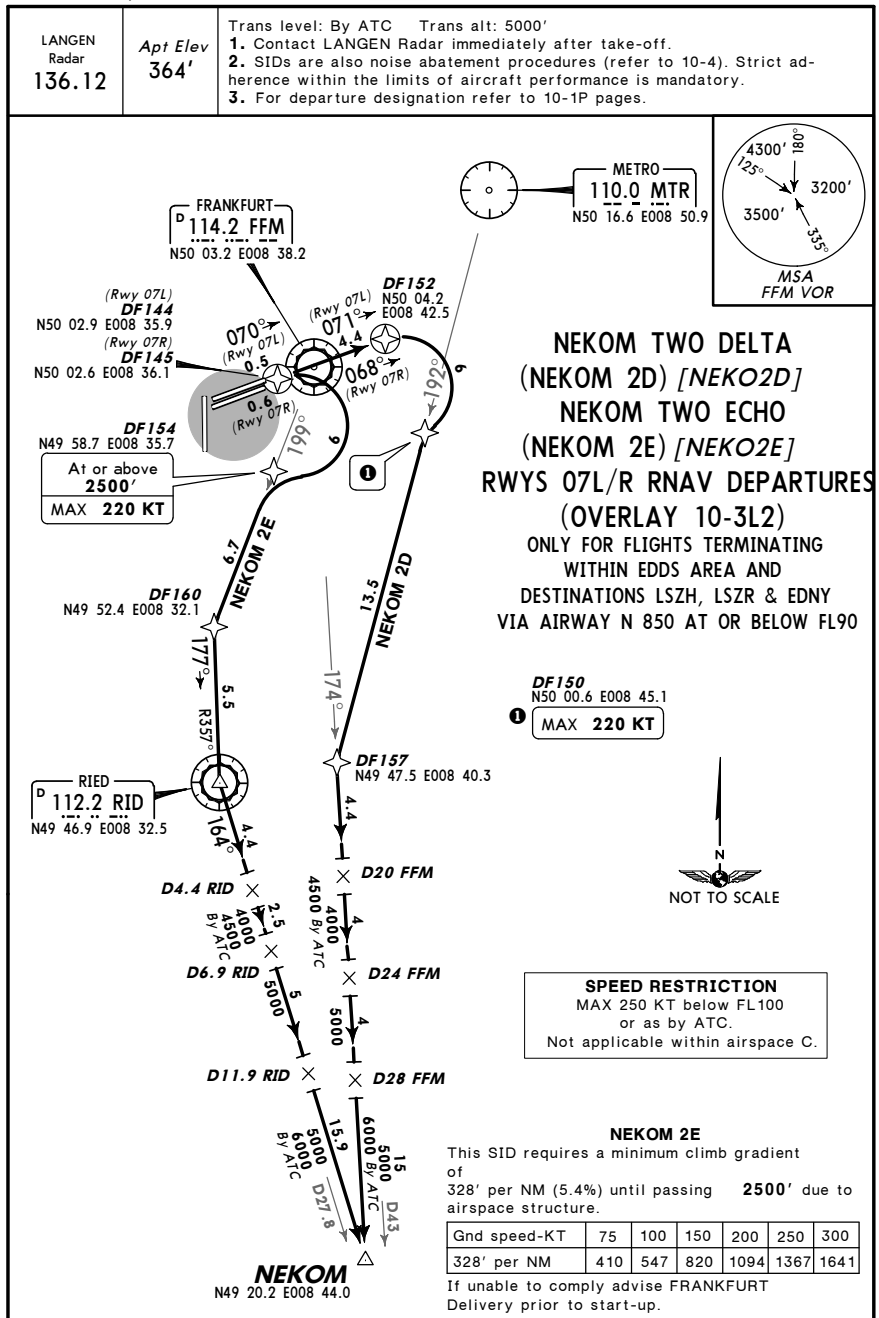 LANGEN
Radar
136.12
Apt Elev
364'
Trans level: By ATC Trans alt: 5000'
1. Contact LANGEN Radar immediately after take-off.
2. SIDs are also noise abatement procedures (refer to 10-4). Strict ad-
herence within the limits of aircraft performance is mandatory.
3. For departure designation refer to 10-1P pages.
4300'
180°
125°
3200'
3500'
335°
MSA
FFM VOR
METRO
110.0 MTR
N50 16.6 E008 50.9
FRANKFURT
D 114.2 FFM
N50 03.2 E008 38.2
(Rwy 07L)
DF144
N50 02.9 E008 35.9
(Rwy 07R)
DF145
N50 02.6 E008 36.1
070°
(Rwy 07L)
0.5
0.6
(Rwy 07R)
(Rwy 07L)
071°
4.4
068°
(Rwy 07R)
DF152
N50 04.2
E008 42.5
6
192°
199°
6
❶
DF154
N49 58.7 E008 35.7
At or above
2500'
MAX 220 KT
NEKOM TWO DELTA
(NEKOM 2D) [NEKO2D]
NEKOM TWO ECHO
(NEKOM 2E) [NEKO2E]
RWYS 07L/R RNAV DEPARTURES
(OVERLAY 10-3L2)
ONLY FOR FLIGHTS TERMINATING
WITHIN EDDS AREA AND
DESTINATIONS LSZH, LSZR & EDNY
VIA AIRWAY N 850 AT OR BELOW FL90
6.7
NEKOM 2E
13.5
NEKOM 2D
DF160
N49 52.4 E008 32.1
177°
5.5
R357°
174°
DF150
N50 00.6 E008 45.1
❶ MAX 220 KT
DF157
N49 47.5 E008 40.3
RIED
D 112.2 RID
N49 46.9 E008 32.5
164°
4.4
4.4
N
NOT TO SCALE
D4.4 RID
D20 FFM
2.5
4000
4500
By ATC
4
4000
4500 By ATC
D6.9 RID
D24 FFM
5
5000
4
5000
D11.9 RID
D28 FFM
15.9
5000
6000
By ATC
15
5000
6000 By ATC
D27.8
D43
NEKOM
N49 20.2 E008 44.0
SPEED RESTRICTION
MAX 250 KT below FL100
or as by ATC.
Not applicable within airspace C.
NEKOM 2E
This SID requires a minimum climb gradient
of
328' per NM (5.4%) until passing 2500' due to
airspace structure.
Gnd speed-KT 75 100 150 200 250 300
328' per NM 410 547 820 1094 1367 1641
If unable to comply advise FRANKFURT
Delivery prior to start-up.